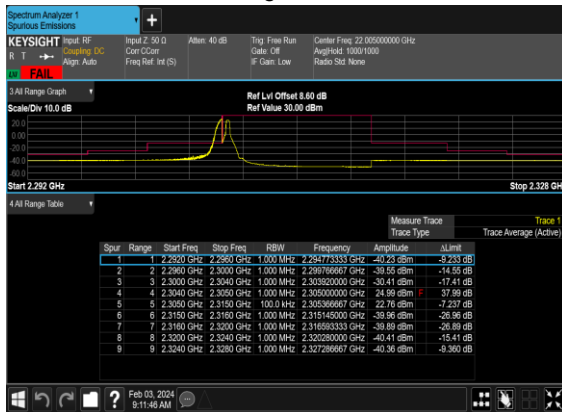 Spectrum Analyzer 1
Spurious Emissions
+
KEYSIGHT Input: RF Input Z: 50 Ω Atten: 40 dB Trig: Free Run Center Freq: 22.005000000 GHz
R T Coupling: DC Corr CCorr Gate: Off Avg|Hold: 1000/1000
Align: Auto Freq Ref: Int (S) IF Gain: Low Radio Std: None
FAIL
3 All Range Graph
Ref Lvl Offset 8.60 dB
Scale/Div 10.0 dB Ref Value 30.00 dBm
20.0
0.00
-20.0
-40.0
-60.0
Start 2.292 GHz Stop 2.328 GH
4 All Range Table
Measure Trace Trace 1
Trace Type Trace Average (Active)
Spur Range Start Freq Stop Freq RBW Frequency Amplitude ΔLimit
1 1 2.2920 GHz 2.2960 GHz 1.000 MHz 2.294773333 GHz -40.23 dBm -9.233 dB
2 2 2.2960 GHz 2.3000 GHz 1.000 MHz 2.299766667 GHz -39.55 dBm -14.55 dB
3 3 2.3000 GHz 2.3040 GHz 1.000 MHz 2.303920000 GHz -30.41 dBm -17.41 dB
4 4 2.3040 GHz 2.3050 GHz 1.000 MHz 2.305000000 GHz 24.99 dBm F 37.99 dB
5 5 2.3050 GHz 2.3150 GHz 100.0 kHz 2.305366667 GHz 22.76 dBm -7.237 dB
6 6 2.3150 GHz 2.3160 GHz 1.000 MHz 2.315145000 GHz -39.96 dBm -26.96 dB
7 7 2.3160 GHz 2.3200 GHz 1.000 MHz 2.316593333 GHz -39.89 dBm -26.89 dB
8 8 2.3200 GHz 2.3240 GHz 1.000 MHz 2.320280000 GHz -40.41 dBm -15.41 dB
9 9 2.3240 GHz 2.3280 GHz 1.000 MHz 2.327286667 GHz -40.36 dBm -9.360 dB
? Feb 03, 2024
9:11:46 AM